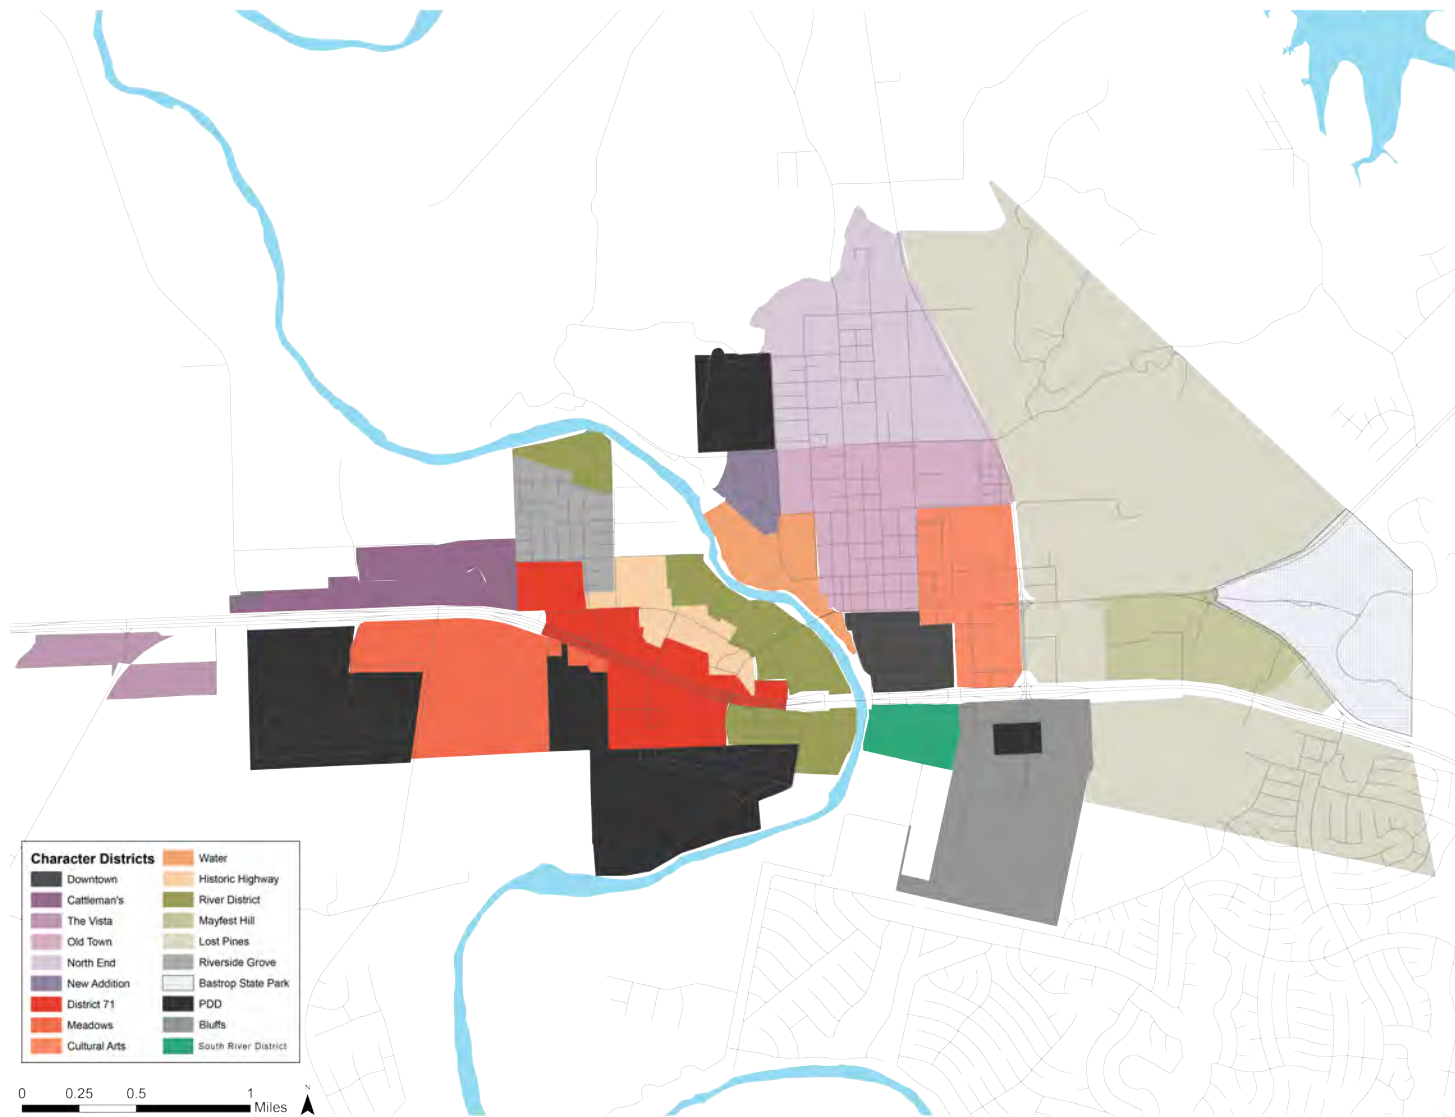 Character Districts
Downtown
Cattleman's
The Vista
Old Town
North End
New Addition
District 71
Meadows
Cultural Arts
Water
Historic Highway
River District
Mayfest Hill
Lost Pines
Riverside Grove
Bastrop State Park
PDD
Bluffs
South River District
0 0.25 0.5 1 Miles
N